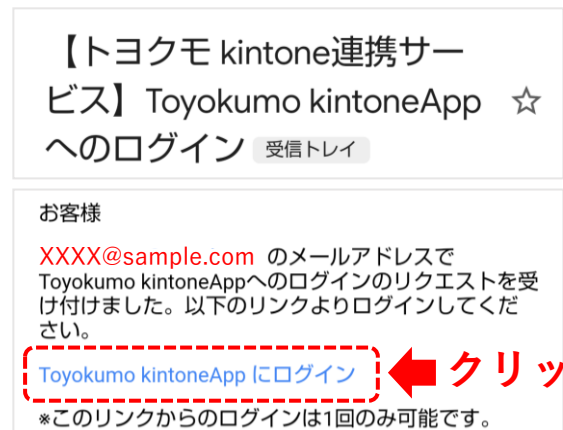 【トヨクモ kintone連携サー
ビス】Toyokumo kintoneApp
へのログイン 受信トレイ
お客様
XXXX@sample.com のメールアドレスで
Toyokumo kintoneAppへのログインのリクエストを受
け付けました。以下のリンクよりログインしてくだ
さい。
Toyokumo kintoneApp にログイン
クリッ
*このリンクからのログインは1回のみ可能です。